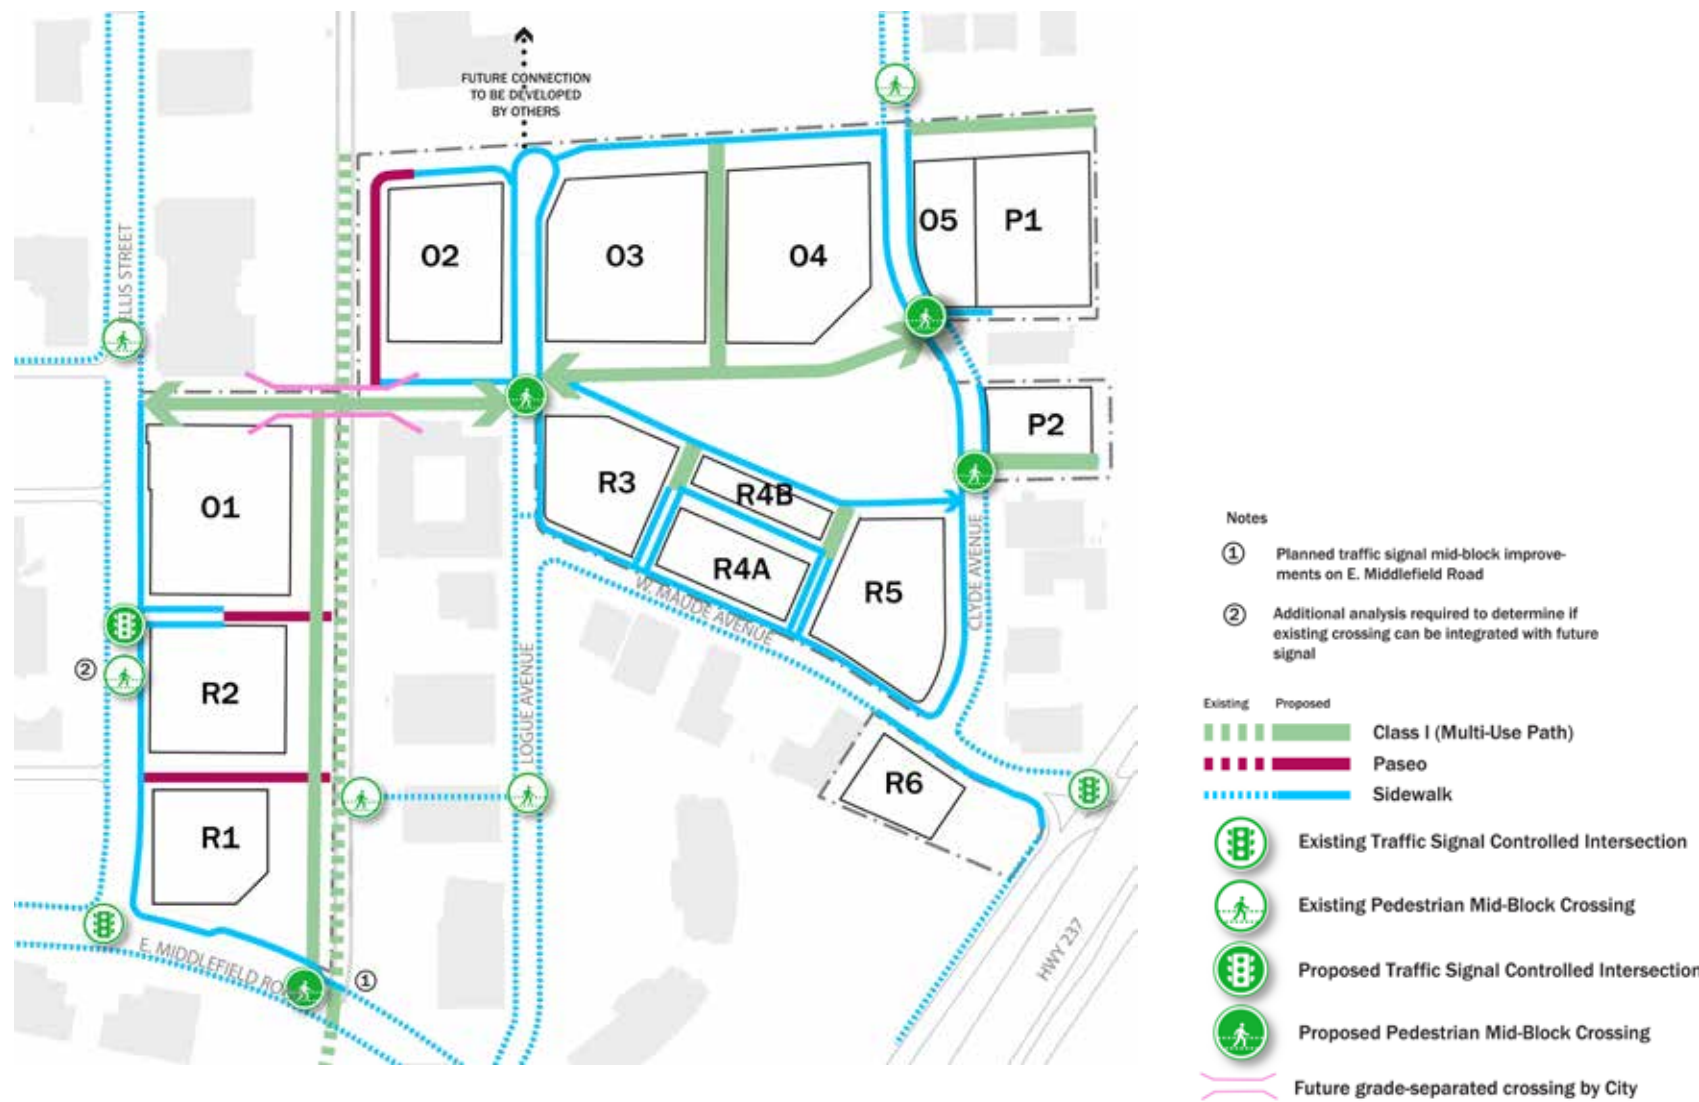 FUTURE CONNECTION
TO BE DEVELOPED
BY OTHERS
ELLIS STREET
O2
O3
O4
O5
P1
P2
O1
R3
R4B
R4A
R5
W. MAUDE AVENUE
CLYDE AVENUE
LOGUE AVENUE
2
R2
R1
R6
E. MIDDLEFIELD RO
1
HWY 237
Notes
1 Planned traffic signal mid-block improve-
ments on E. Middlefield Road
2 Additional analysis required to determine if
existing crossing can be integrated with future
signal
Existing Proposed
Class I (Multi-Use Path)
Paseo
Sidewalk
Existing Traffic Signal Controlled Intersection
Existing Pedestrian Mid-Block Crossing
Proposed Traffic Signal Controlled Intersection
Proposed Pedestrian Mid-Block Crossing
Future grade-separated crossing by City